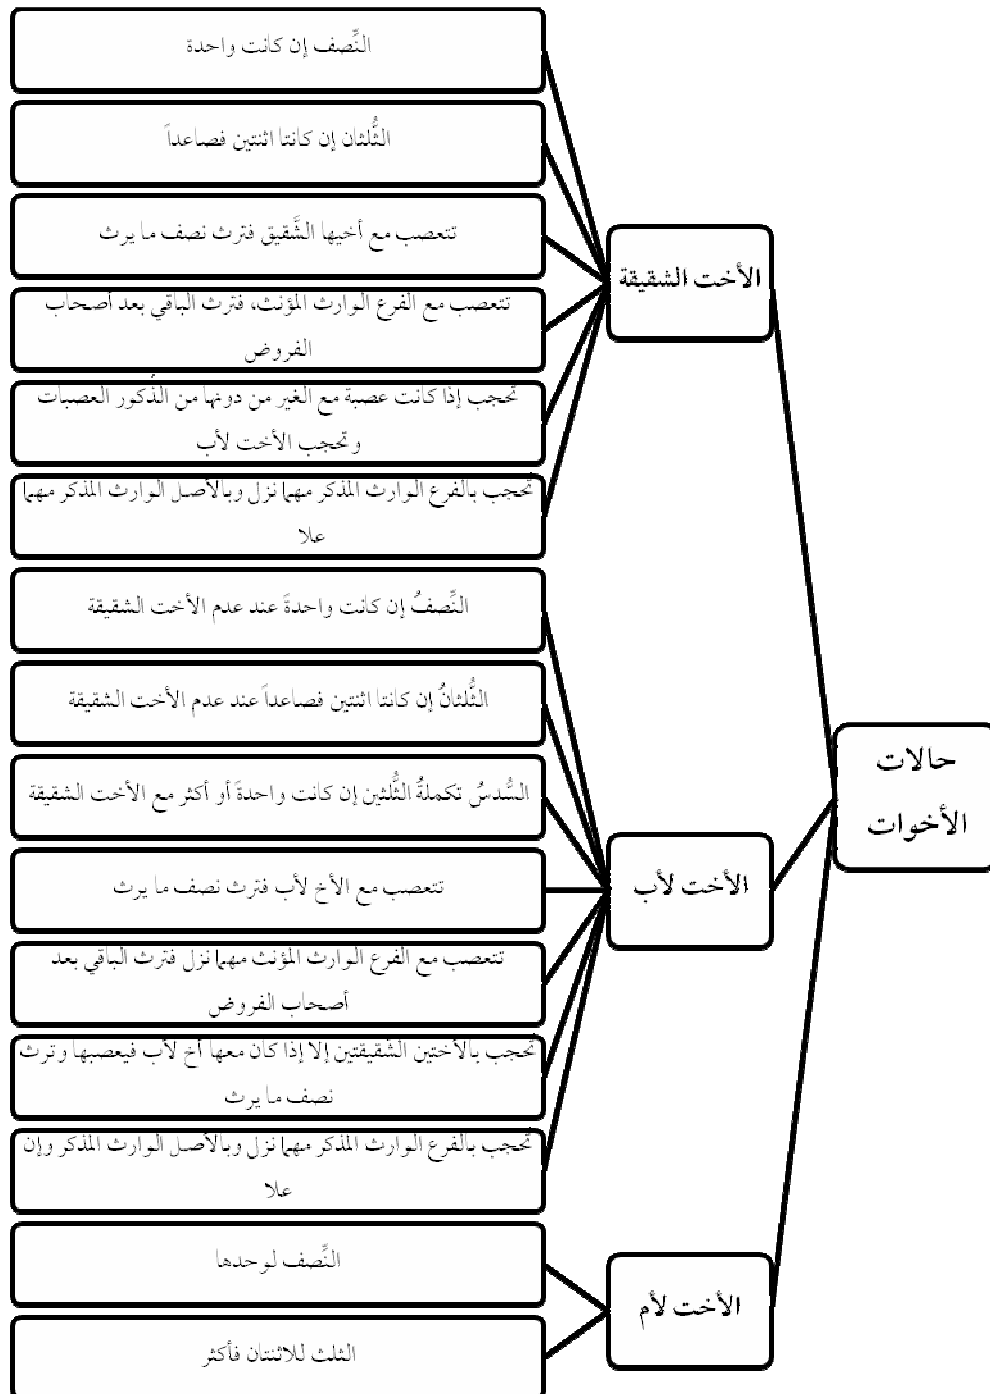 حالات
الأخوات
الأخت الشقيقة
النِّصف إن كانت واحدة
الثُّلثان إن كانتا اثنتين فصاعداً
تتعصب مع أخيها الشَّقيق فترث نصف ما يرث
تتعصب مع الفرع الوارث المؤنث، فترث الباقي بعد أصحاب
الفروض
تحجب إذا كانت عصبة مع الغير من دونها من الذُّكور العصبات
وتحجب الأخت لأب
تُحجب بالفرع الوارث المذكر مهما نزل وبالأصل الوارث المذكر مهما
علا
الأخت لأب
النِّصفُ إن كانت واحدةً عند عدم الأخت الشقيقة
الثُّلثانُ إن كانتا اثنتين فصاعداً عند عدم الأخت الشقيقة
السُّدسُ تكملةُ الثُّلثين إن كانت واحدةً أو أكثر مع الأخت الشقيقة
تتعصب مع الأخ لأب فترث نصف ما يرث
تتعصب مع الفرع الوارث المؤنث مهما نزل فترث الباقي بعد
أصحاب الفروض
تُحجب بالأختين الشقيقتين إلا إذا كان معها أخ لأب فيعصبها وترث
نصف ما يرث
تُحجب بالفرع الوارث المذكر مهما نزل وبالأصل الوارث المذكر وإن
علا
الأخت لأم
النِّصف لوحدها
الثلث للاثنتان فأكثر